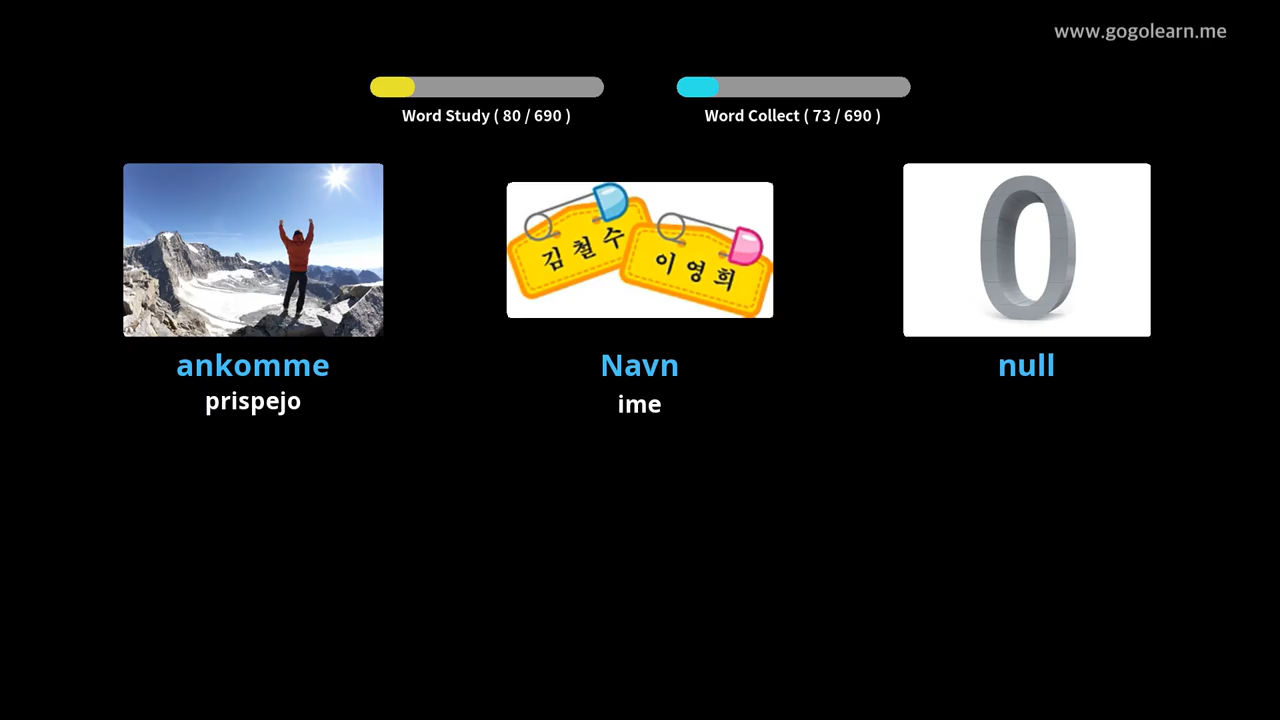 www.gogolearn.me
Word Study ( 80 / 690 )
Word Collect ( 73 / 690 )
김철수
이영희
0
ankomme
Navn
null
prispejo
ime